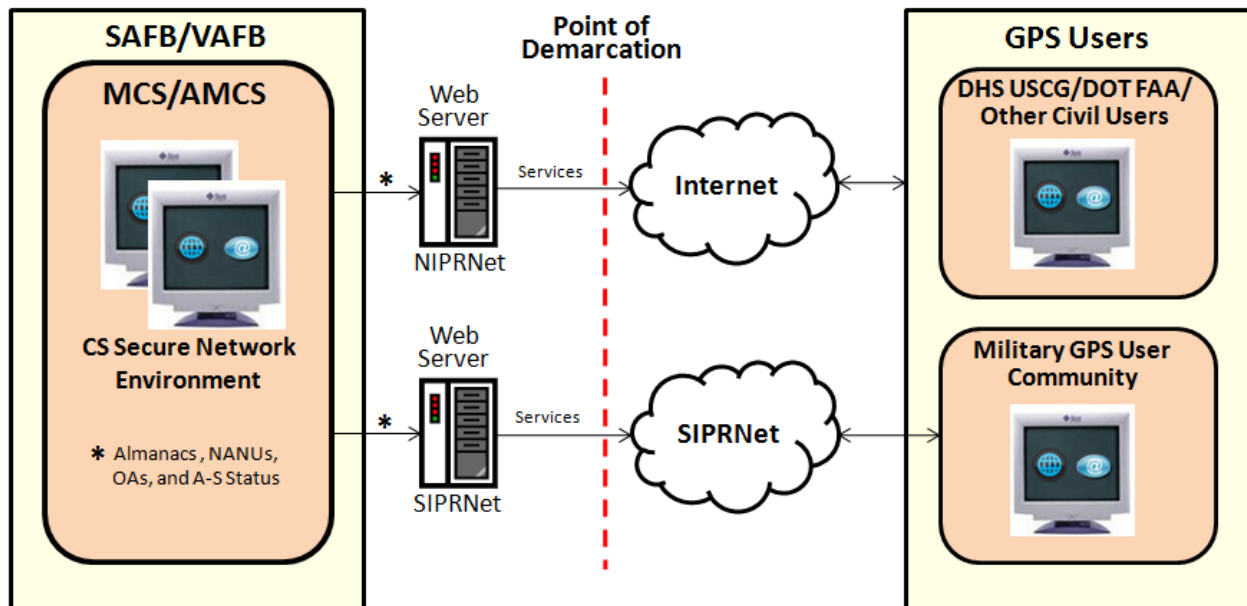 SAFB/VAFB
MCS/AMCS
CS Secure Network
Environment
* Almanacs , NANUs,
OAs, and A-S Status
*
Web
Server
NIPRNet
Services
*
Web
Server
SIPRNet
Services
Point of
Demarcation
Internet
SIPRNet
GPS Users
DHS USCG/DOT FAA/
Other Civil Users
@
Military GPS User
Community
@
@
@